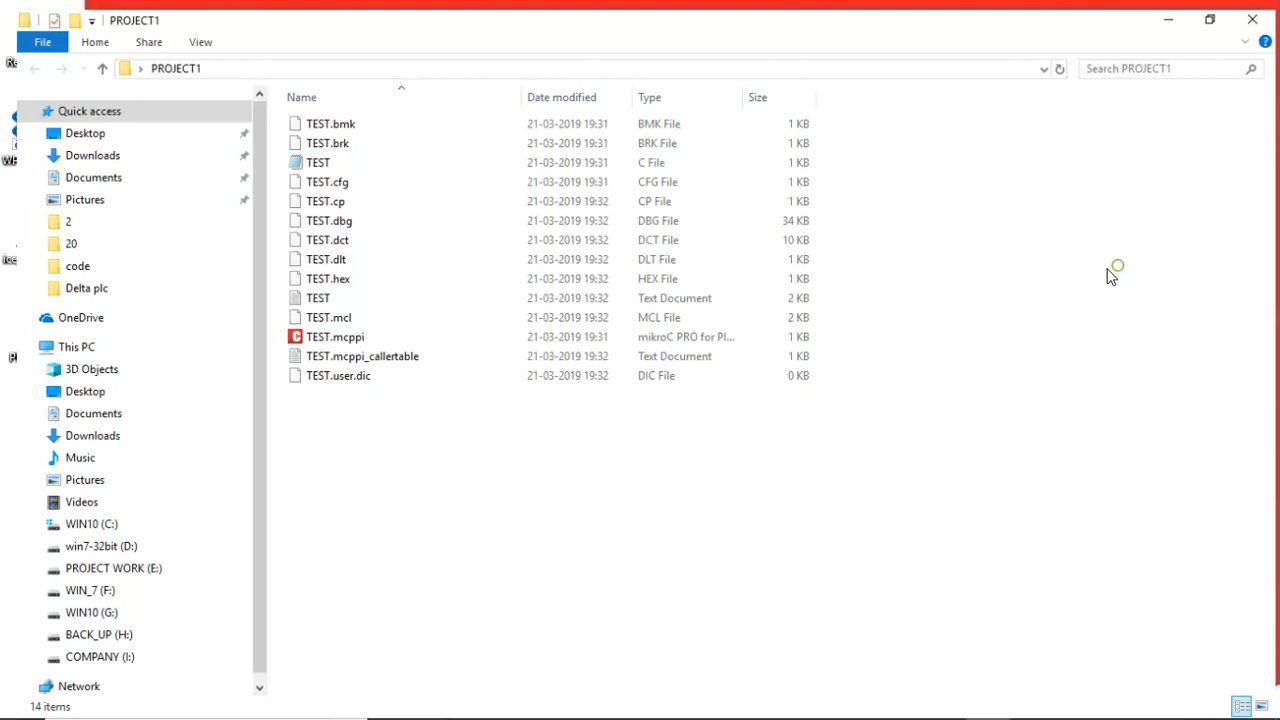 PROJECT1
File Home Share View
PROJECT1 Search PROJECT1
Name Date modified Type Size
Quick access
Desktop
Downloads
Documents
Pictures
2
20
code
Delta plc
OneDrive
This PC
3D Objects
Desktop
Documents
Downloads
Music
Pictures
Videos
WIN10 (C:)
win7-32bit (D:)
PROJECT WORK (E:)
WIN_7 (F:)
WIN10 (G:)
BACK_UP (H:)
COMPANY (I:)
Network
TEST.bmk 21-03-2019 19:31 BMK File 1 KB
TEST.brk 21-03-2019 19:31 BRK File 1 KB
TEST 21-03-2019 19:31 C File 1 KB
TEST.cfg 21-03-2019 19:31 CFG File 1 KB
TEST.cp 21-03-2019 19:32 CP File 1 KB
TEST.dbg 21-03-2019 19:32 DBG File 34 KB
TEST.dct 21-03-2019 19:32 DCT File 10 KB
TEST.dlt 21-03-2019 19:32 DLT File 1 KB
TEST.hex 21-03-2019 19:32 HEX File 1 KB
TEST 21-03-2019 19:32 Text Document 2 KB
TEST.mcl 21-03-2019 19:32 MCL File 2 KB
TEST.mcppi 21-03-2019 19:31 mikroC PRO for PI... 1 KB
TEST.mcppi_callertable 21-03-2019 19:32 Text Document 1 KB
TEST.user.dic 21-03-2019 19:32 DIC File 0 KB
14 items